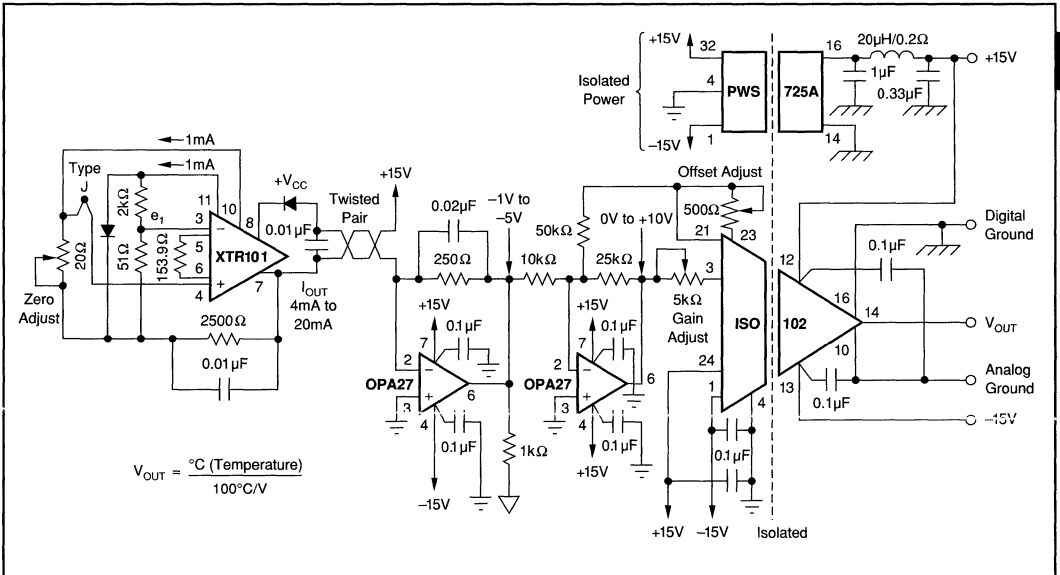 +15V
32
16
20µH/0.2Ω
+15V
Isolated
Power
4
PWS
725A
1µF
0.33µF
1
14
–15V
1mA
1mA
Type
J
+VCC
Twisted
Pair
+15V
Offset Adjust
2kΩ
11
10
8
0.01µF
0.02µF
–1V to
–5V
50kΩ
0V to +10V
500Ω
21
23
Digital
Ground
e1
3
–
5
XTR101
6
+
4
7
20Ω
51Ω
153.9Ω
Zero
Adjust
IOUT
4mA to
20mA
250Ω
10kΩ
25kΩ
3
5kΩ
Gain
Adjust
ISO
12
0.1µF
16
102
14
VOUT
10
2500Ω
0.01µF
+15V
7
0.1µF
2
–
OPA27
+
3
4
6
0.1µF
–15V
1kΩ
+15V
7
0.1µF
2
–
OPA27
+
3
4
6
0.1µF
+15V
24
1
4
0.1µF
13
0.1µF
Analog
Ground
–15V
+15V
–15V
Isolated
VOUT = °C (Temperature)
100°C/V